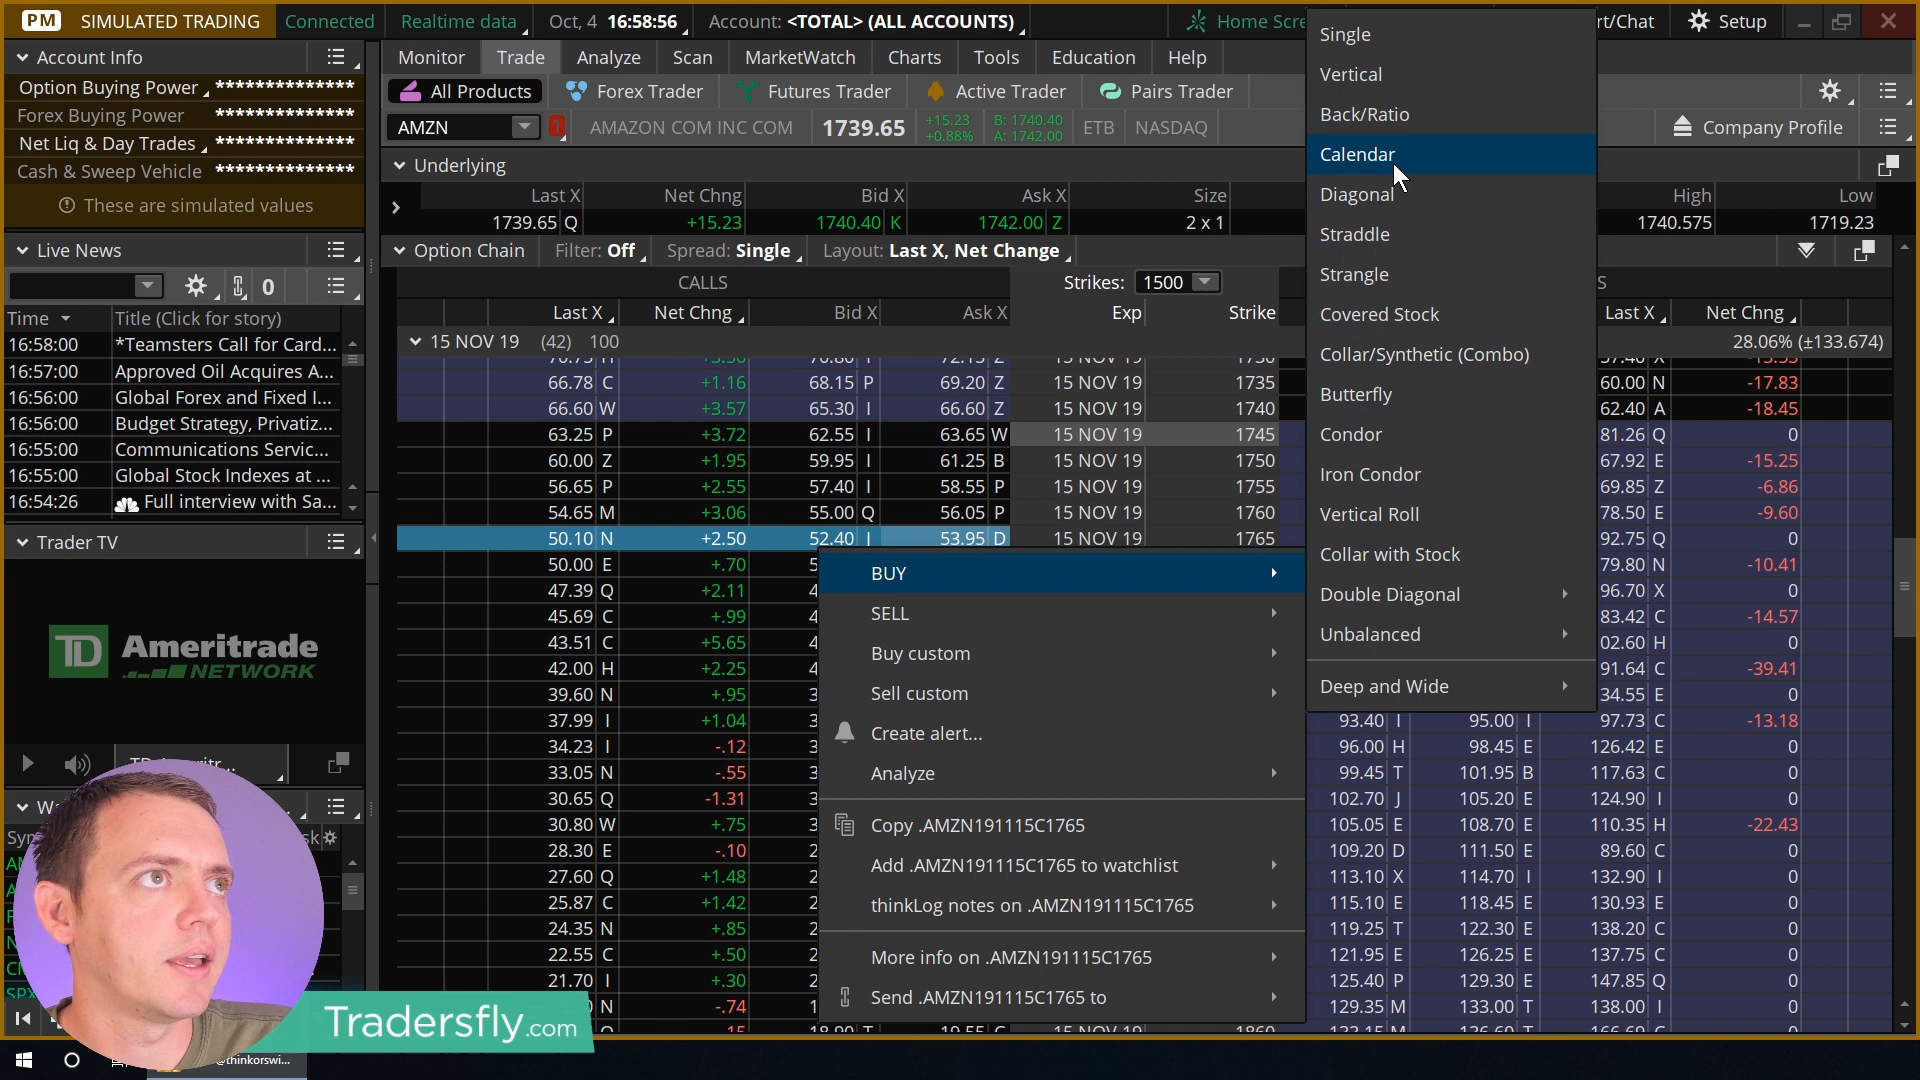 PM SIMULATED TRADING Connected Realtime data Oct, 4 16:58:56 Account: <TOTAL> (ALL ACCOUNTS) Home Scre rt/Chat Setup
Account Info
Option Buying Power **************
Forex Buying Power **************
Net Liq & Day Trades **************
Cash & Sweep Vehicle **************
These are simulated values
Live News
0
Time Title (Click for story)
16:58:00 *Teamsters Call for Card...
16:57:00 Approved Oil Acquires A...
16:56:00 Global Forex and Fixed I...
16:56:00 Budget Strategy, Privatiz...
16:55:00 Communications Servic...
16:55:00 Global Stock Indexes at ...
16:54:26 Full interview with Sa...
Trader TV
TD Ameritrade
NETWORK
Monitor Trade Analyze Scan MarketWatch Charts Tools Education Help
All Products Forex Trader Futures Trader Active Trader Pairs Trader
AMZN 1 AMAZON COM INC COM 1739.65 +15.23 +0.88% B: 1740.40 A: 1742.00 ETB NASDAQ Company Profile
Underlying
Last X Net Chng Bid X Ask X Size High Low
1739.65 Q +15.23 1740.40 K 1742.00 Z 2 x 1 1740.575 1719.23
Option Chain Filter: Off Spread: Single Layout: Last X, Net Change
CALLS Strikes: 1500 S
Last X Net Chng Bid X Ask X Exp Strike Last X Net Chng
15 NOV 19 (42) 100 28.06% (±133.674)
66.78 C +1.16 68.15 P 69.20 Z 15 NOV 19 1735 60.00 N -17.83
66.60 W +3.57 65.30 I 66.60 Z 15 NOV 19 1740 62.40 A -18.45
63.25 P +3.72 62.55 I 63.65 W 15 NOV 19 1745 81.26 Q 0
60.00 Z +1.95 59.95 I 61.25 B 15 NOV 19 1750 67.92 E -15.25
56.65 P +2.55 57.40 I 58.55 P 15 NOV 19 1755 69.85 Z -6.86
54.65 M +3.06 55.00 Q 56.05 P 15 NOV 19 1760 78.50 E -9.60
50.10 N +2.50 52.40 I 53.95 D 15 NOV 19 1765 92.75 Q 0
50.00 E +.70 79.80 N -10.41
47.39 Q +2.11 96.70 X 0
45.69 C +.99 83.42 C -14.57
43.51 C +5.65 02.60 H 0
42.00 H +2.25 91.64 C -39.41
39.60 N +.95 34.55 E 0
37.99 I +1.04 93.40 I 95.00 I 97.73 C -13.18
34.23 I -.12 96.00 H 98.45 E 126.42 E 0
33.05 N -.55 99.45 T 101.95 B 117.63 C 0
30.65 Q -1.31 102.70 J 105.20 E 124.90 I 0
30.80 W +.75 105.05 E 108.70 E 110.35 H -22.43
28.30 E -.10 109.20 D 111.50 E 89.60 C 0
27.60 Q +1.48 113.10 X 114.70 I 132.90 I 0
25.87 C +1.42 115.10 E 118.45 E 130.93 E 0
24.35 N +.85 119.25 T 122.30 E 138.20 C 0
22.55 C +.50 121.95 E 126.25 E 137.75 C 0
21.70 I +.30 125.40 P 129.30 E 147.85 Q 0
N -.74 129.35 M 133.00 T 138.00 I 0
BUY
SELL
Buy custom
Sell custom
Create alert...
Analyze
Copy .AMZN191115C1765
Add .AMZN191115C1765 to watchlist
thinkLog notes on .AMZN191115C1765
More info on .AMZN191115C1765
Send .AMZN191115C1765 to
Single
Vertical
Back/Ratio
Calendar
Diagonal
Straddle
Strangle
Covered Stock
Collar/Synthetic (Combo)
Butterfly
Condor
Iron Condor
Vertical Roll
Collar with Stock
Double Diagonal
Unbalanced
Deep and Wide
Tradersfly.com
@thinkorswi...